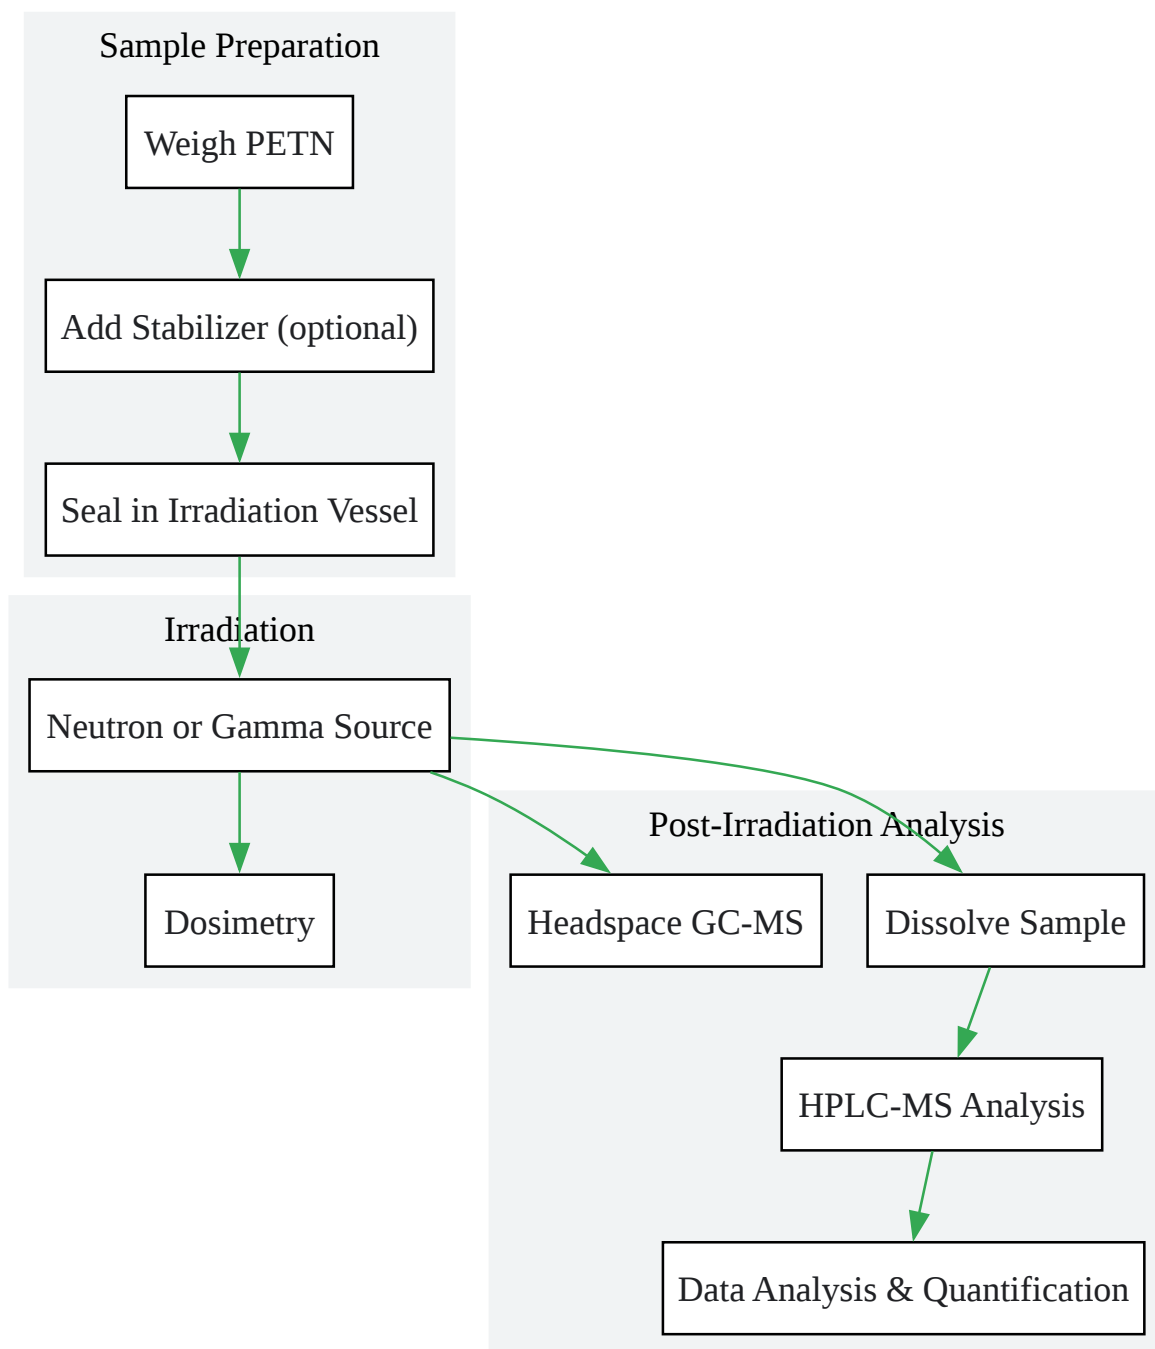 Sample Preparation
Weigh PETN
Add Stabilizer (optional)
Seal in Irradiation Vessel
Irradiation
Neutron or Gamma Source
Dosimetry
Post-Irradiation Analysis
Headspace GC-MS
Dissolve Sample
HPLC-MS Analysis
Data Analysis & Quantification